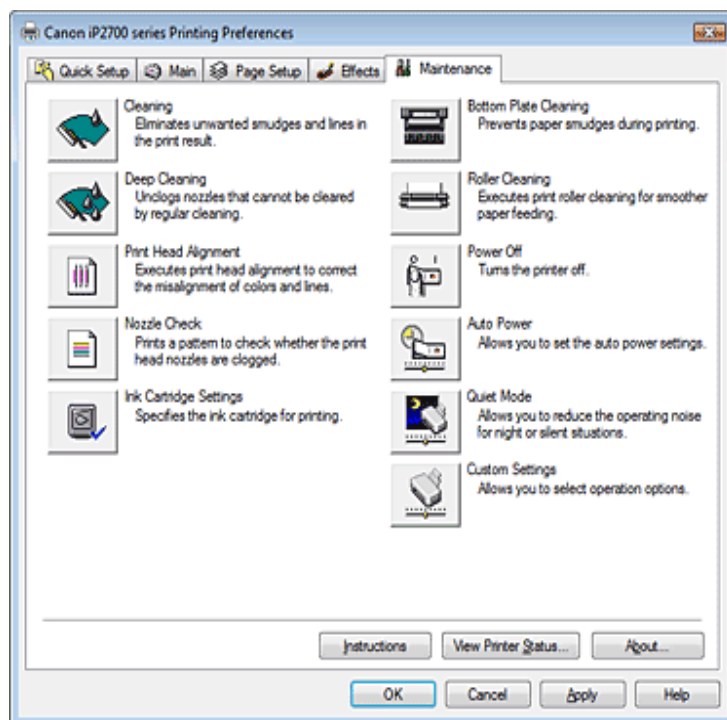 Canon iP2700 series Printing Preferences
Quick Setup
Main
Page Setup
Effects
Maintenance
Cleaning
Eliminates unwanted smudges and lines in
the print result.
Deep Cleaning
Unclogs nozzles that cannot be cleared
by regular cleaning.
Print Head Alignment
Executes print head alignment to correct
the misalignment of colors and lines.
Nozzle Check
Prints a pattern to check whether the print
head nozzles are clogged.
Ink Cartridge Settings
Specifies the ink cartridge for printing.
Bottom Plate Cleaning
Prevents paper smudges during printing.
Roller Cleaning
Executes print roller cleaning for smoother
paper feeding.
Power Off
Turns the printer off.
Auto Power
Allows you to set the auto power settings.
Quiet Mode
Allows you to reduce the operating noise
for night or silent situations.
Custom Settings
Allows you to select operation options.
Instructions
View Printer Status...
About...
OK
Cancel
Apply
Help